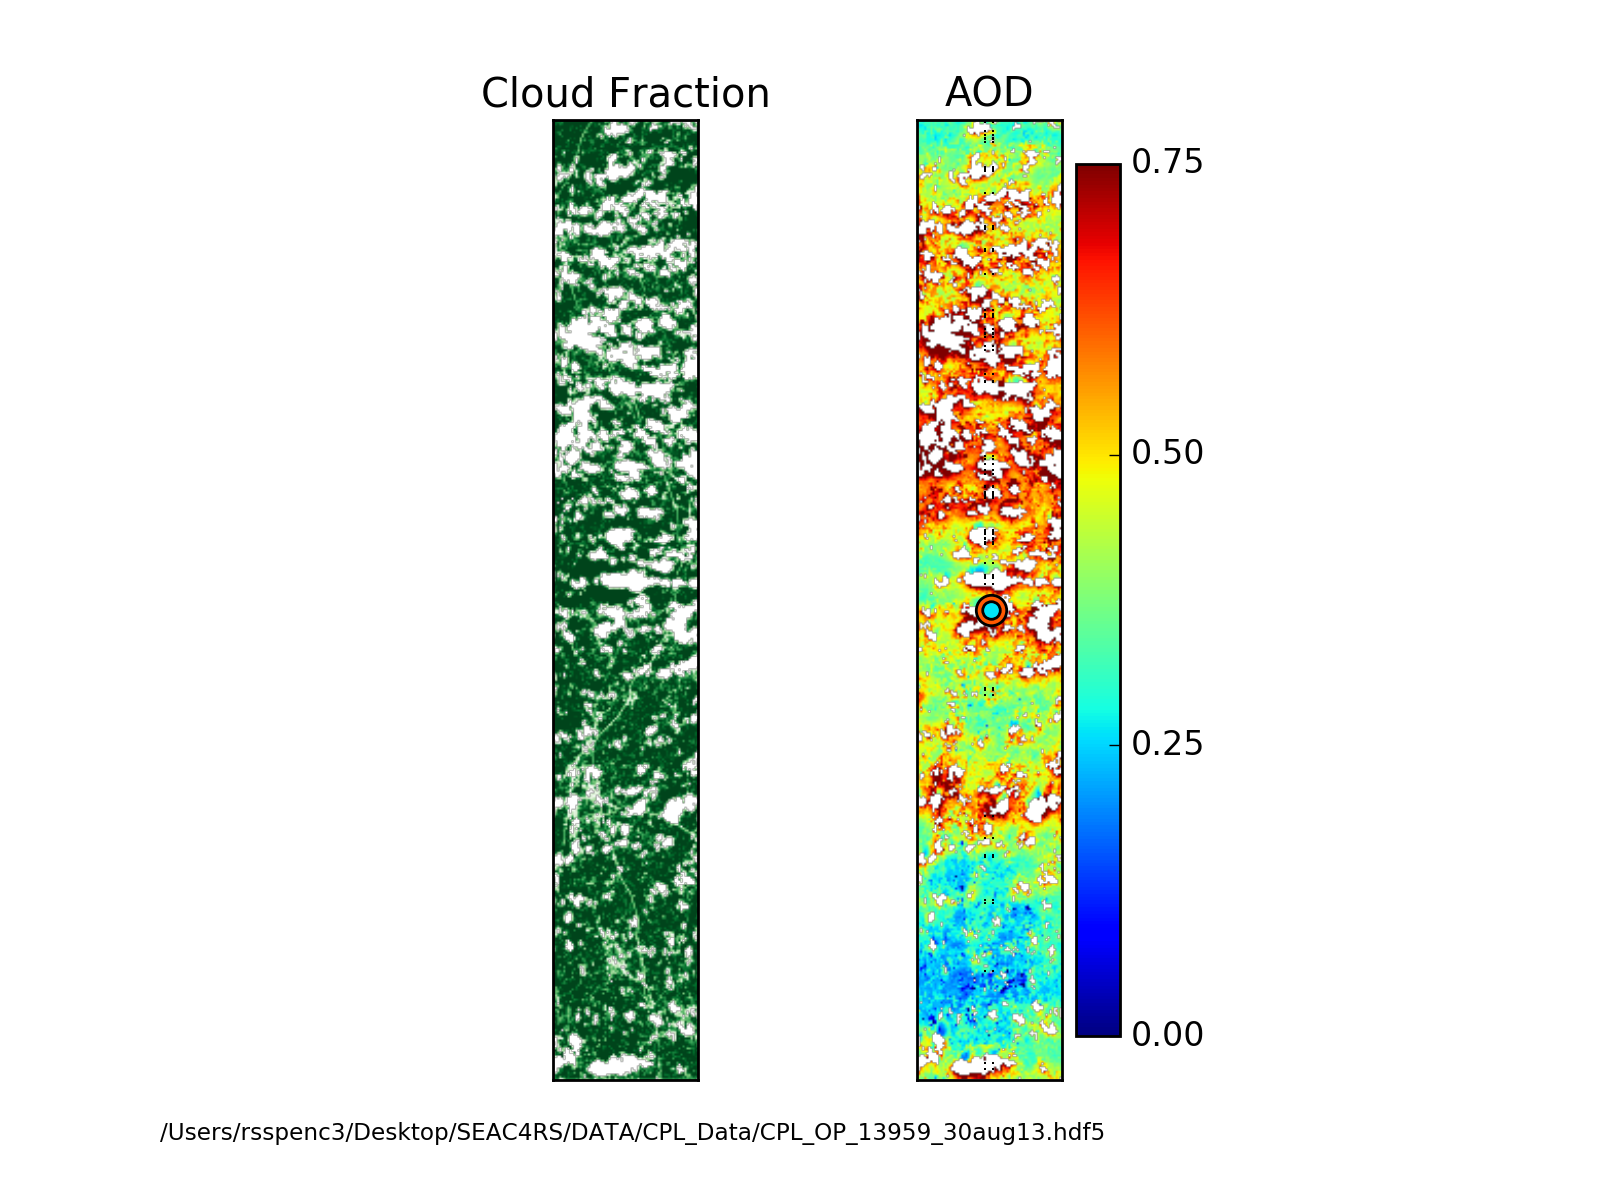 Cloud Fraction
AOD
0.75
0.50
0.25
0.00
/Users/rsspenc3/Desktop/SEAC4RS/DATA/CPL_Data/CPL_OP_13959_30aug13.hdf5